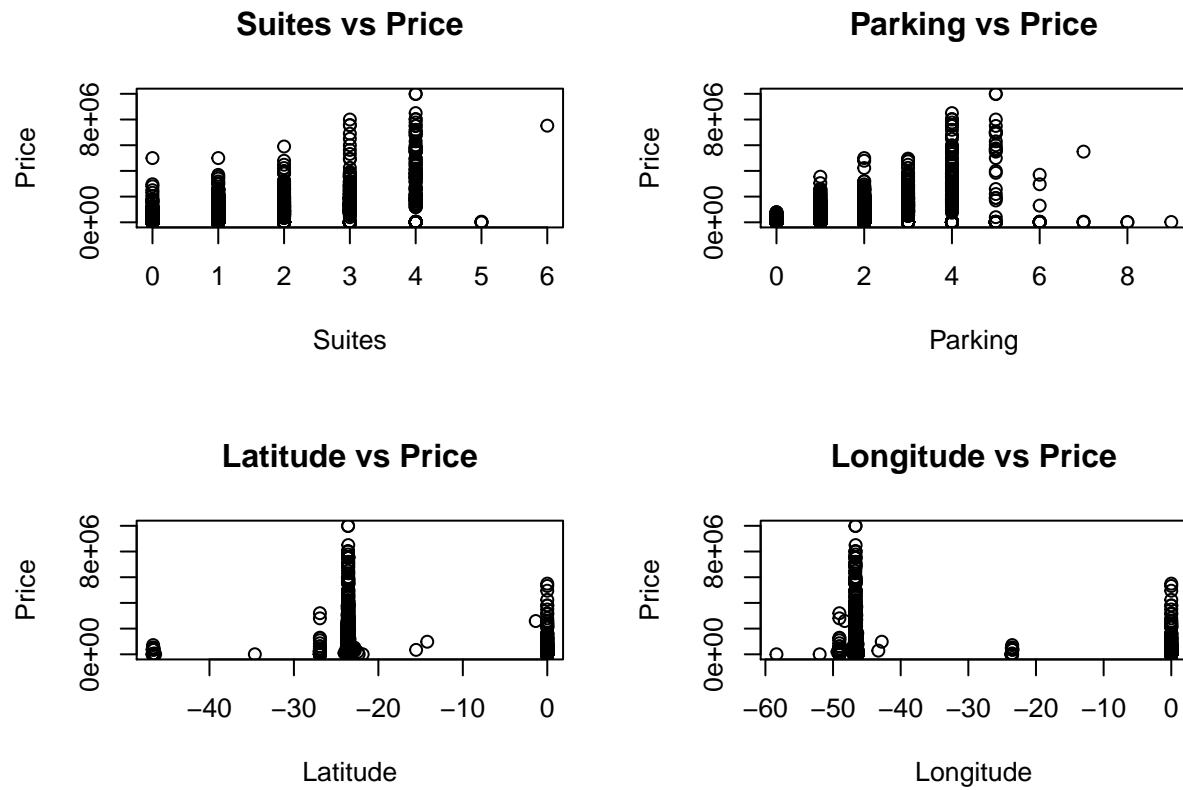 Suites vs Price
Price
0e+00 8e+06
0 1 2 3 4 5 6
Suites
Parking vs Price
Price
0e+00 8e+06
0 2 4 6 8
Parking
Latitude vs Price
Price
0e+00 8e+06
−40 −30 −20 −10 0
Latitude
Longitude vs Price
Price
0e+00 8e+06
−60 −50 −40 −30 −20 −10 0
Longitude